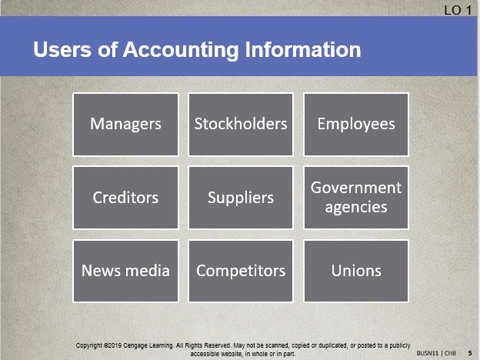 LO 1
Users of Accounting Information
Managers
Stockholders
Employees
Creditors
Suppliers
Government
agencies
News media
Competitors
Unions
Copyright ©2019 Cengage Learning. All Rights Reserved. May not be scanned, copied or duplicated, or posted to a publicly
accessible website, in whole or in part.
BUSN11 | CH8 5